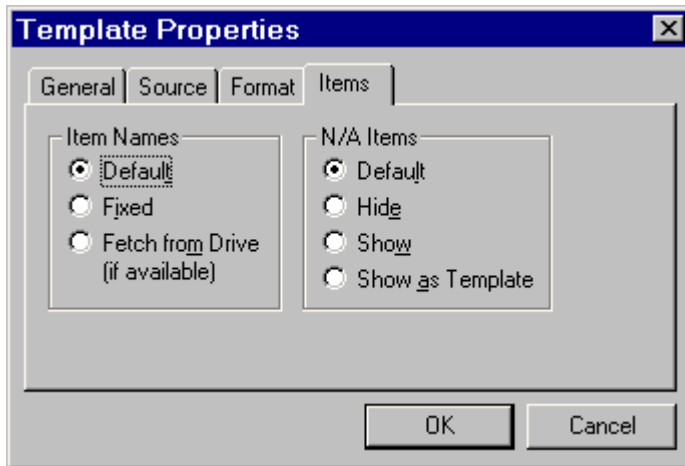 Template Properties
General Source Format Items
Item Names
Default
Fixed
Fetch from Drive
(if available)
N/A Items
Default
Hide
Show
Show as Template
OK Cancel